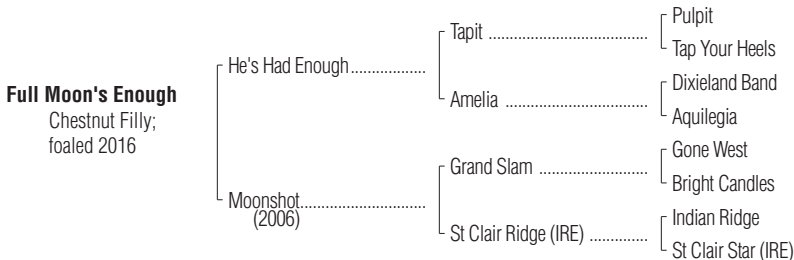 Full Moon's Enough
Chestnut Filly;
foaled 2016
He's Had Enough..................
Moonshot..............................
(2006)
Tapit ......................................
Amelia ..................................
Grand Slam ..........................
St Clair Ridge (IRE) ..............
Pulpit
Tap Your Heels
Dixieland Band
Aquilegia
Gone West
Bright Candles
Indian Ridge
St Clair Star (IRE)